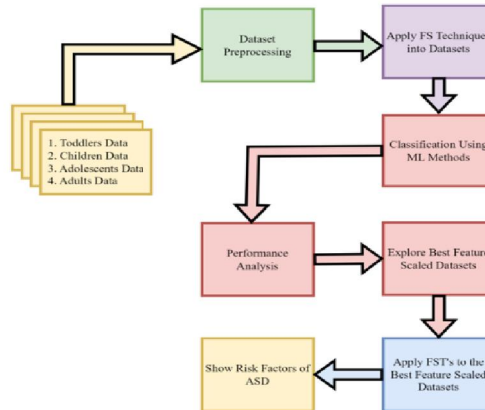 Dataset
Preprocessing
Apply FS Techniques
into Datasets
1. Toddlers Data
2. Children Data
3. Adolescents Data
4. Adults Data
Classification Using
ML Methods
Performance
Analysis
Explore Best Feature
Scaled Datasets
Show Risk Factors of
ASD
Apply FST's to the
Best Feature Scaled
Datasets